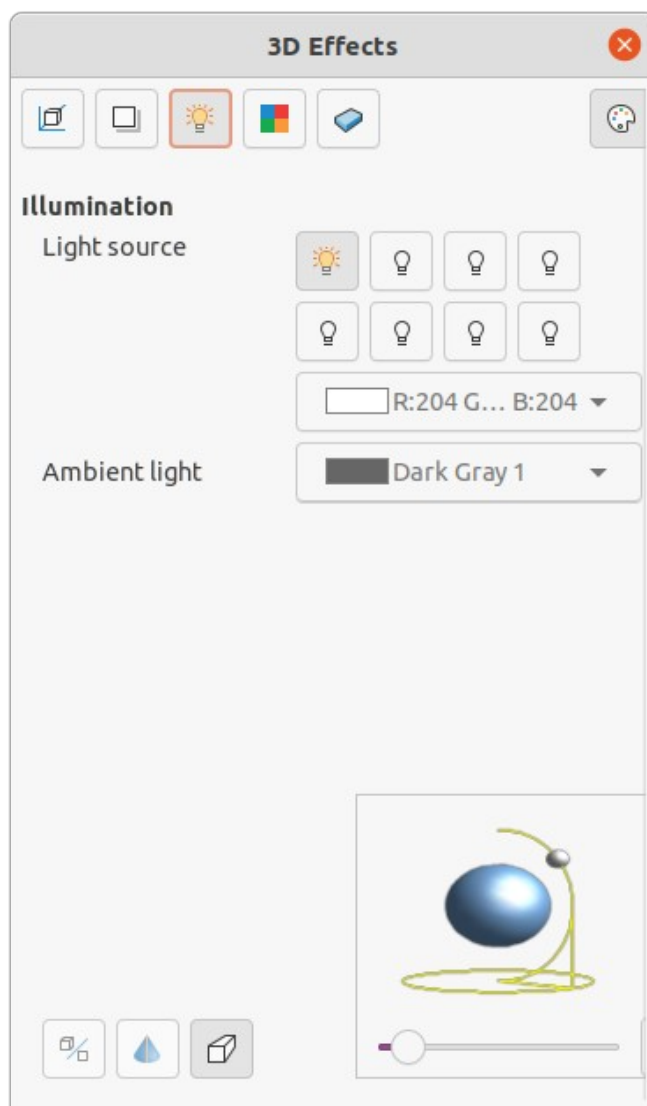 3D Effects
Illumination
Light source
R:204 G... B:204
Ambient light
Dark Gray 1